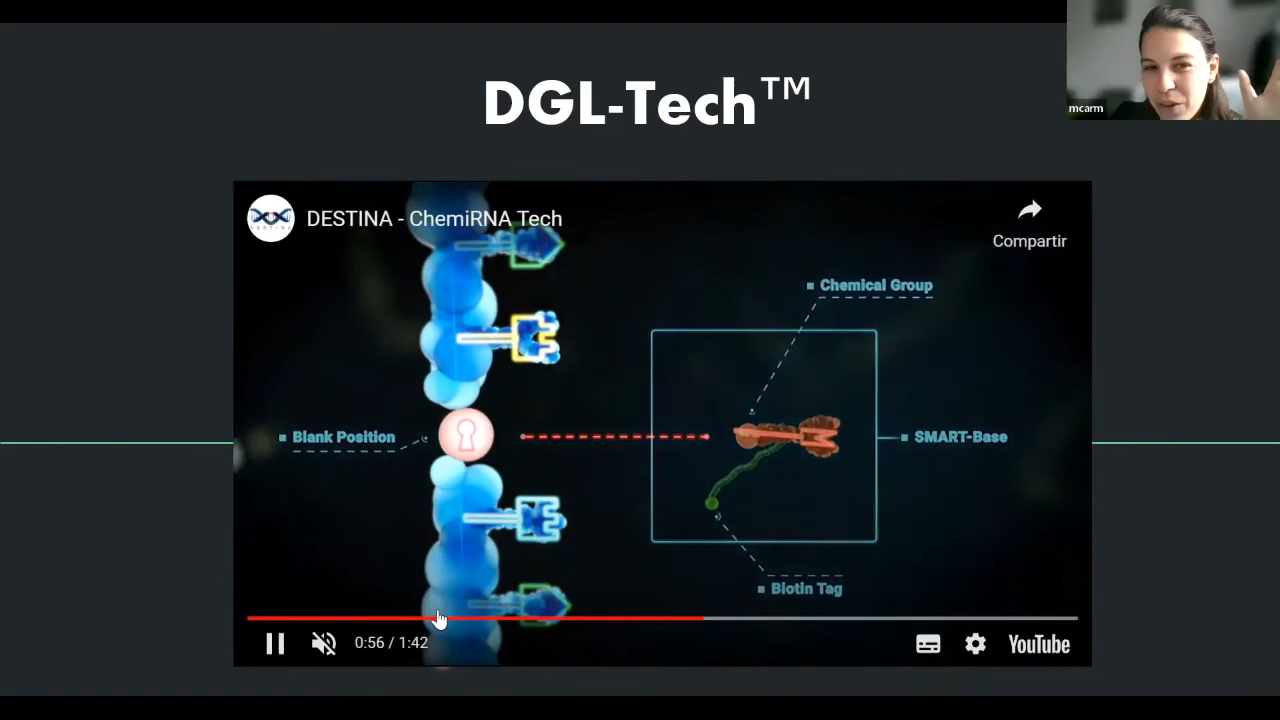 DGL-Tech™
mcarm
DESTINA
DESTINA - ChemiRNA Tech
Compartir
Chemical Group
Blank Position
SMART-Base
Biotin Tag
0:56 / 1:42
YouTube